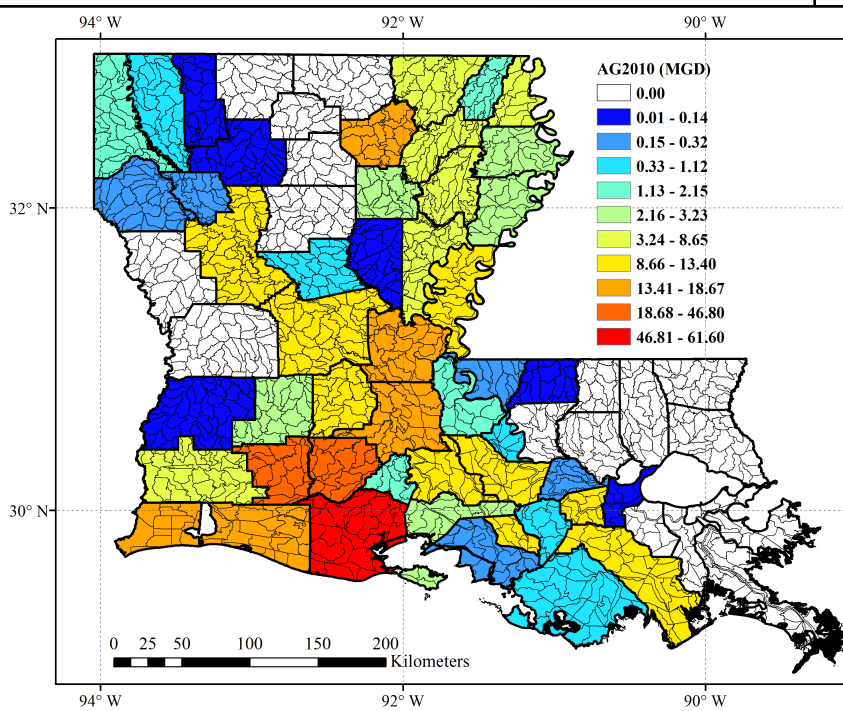 94° W 92° W 90° W
AG2010 (MGD)
0.00
0.01 - 0.14
0.15 - 0.32
0.33 - 1.12
1.13 - 2.15
2.16 - 3.23
3.24 - 8.65
8.66 - 13.40
13.41 - 18.67
18.68 - 46.80
46.81 - 61.60
32° N
30° N
0 25 50 100 150 200
Kilometers
94° W 92° W 90° W